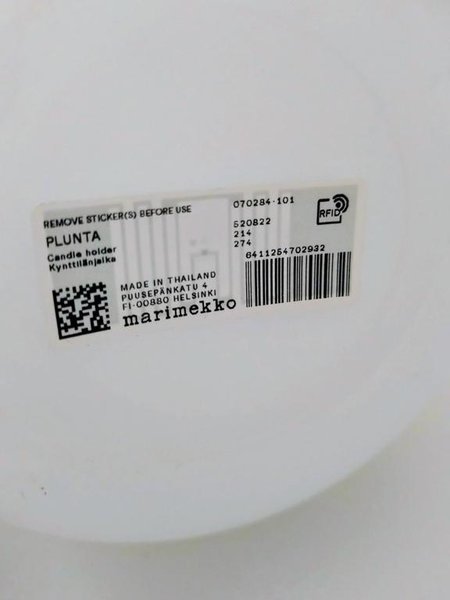 REMOVE STICKER(S) BEFORE USE
PLUNTA
Candle holder
Kynttilänjalka
MADE IN THAILAND
PUUSEPÄNKATU 4
FI-00880 HELSINKI
marimekko
070284-101
520822
214
274
6411254702932
RFID